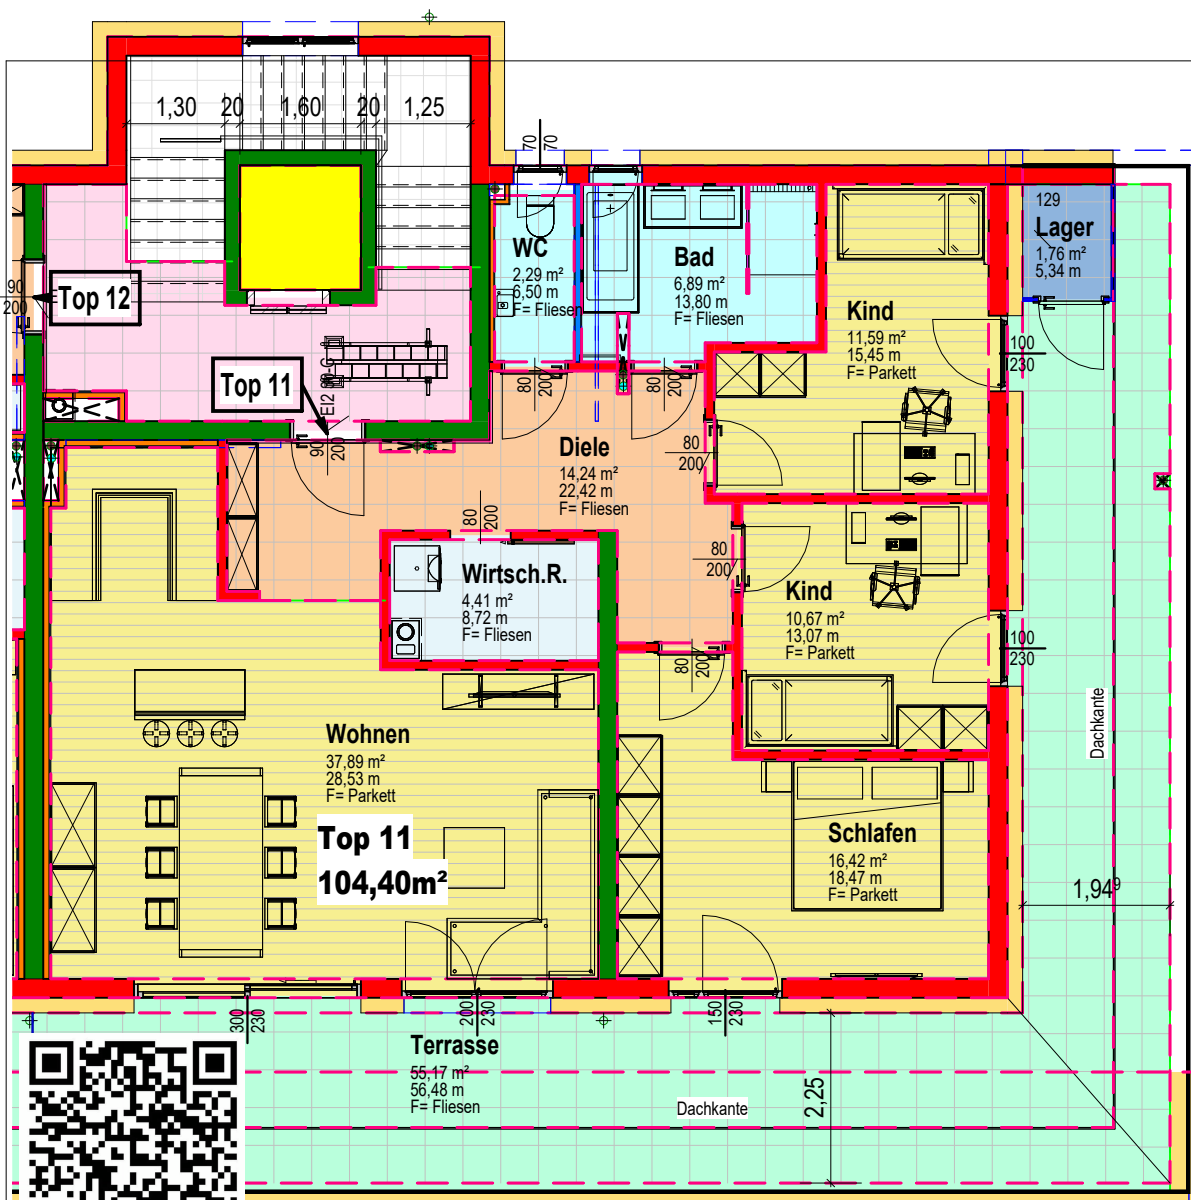 1,30 20 1,60 20 1,25
70
70
WC
2,29 m²
6,50 m
F= Fliesen
Bad
6,89 m²
13,80 m
F= Fliesen
129
Lager
1,76 m²
5,34 m
Kind
11,59 m²
15,45 m
F= Parkett
100
230
90
200
Top 12
Top 11
EI2
90
200
80
200
80
200
Diele
14,24 m²
22,42 m
F= Fliesen
80
200
80
200
80
200
Wirtsch.R.
4,41 m²
8,72 m
F= Fliesen
Kind
10,67 m²
13,07 m
F= Parkett
100
230
80
200
Dachkante
Wohnen
37,89 m²
28,53 m
F= Parkett
Top 11
104,40m²
Schlafen
16,42 m²
18,47 m
F= Parkett
1,94⁹
300
230
200
230
150
230
Terrasse
55,17 m²
56,48 m
F= Fliesen
Dachkante
2,25